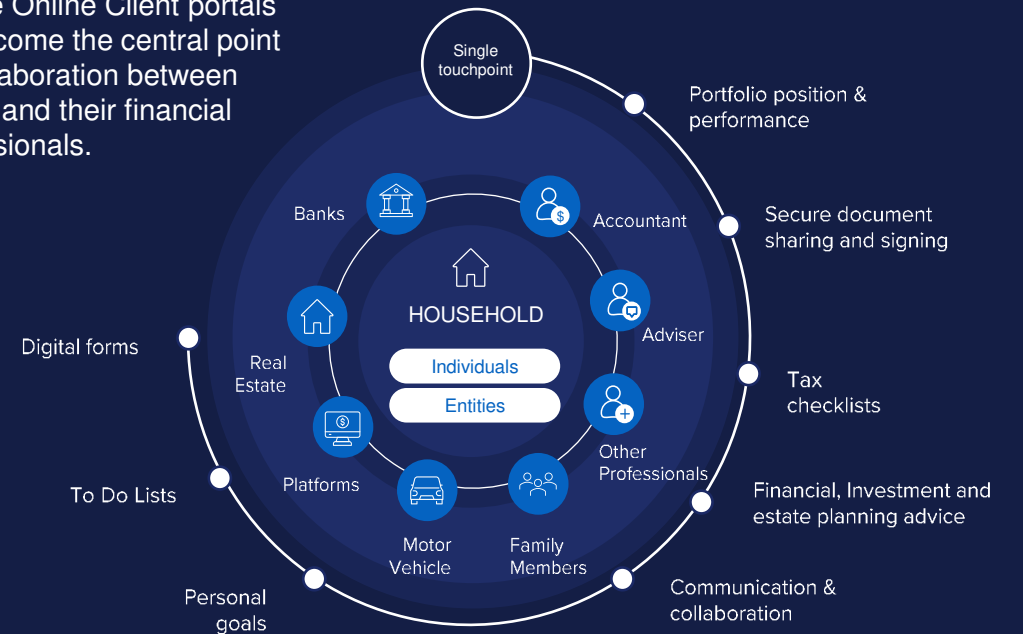 Online Client portals
come the central point
between
and their financial
Single
touchpoint
Portfolio position &
performance
Secure document
sharing and signing
Tax
checklists
Financial, Investment and
estate planning advice
Communication &
collaboration
Personal
goals
To Do Lists
Digital forms
Banks
Accountant
Adviser
Other
Professionals
Family
Members
Motor
Vehicle
Platforms
Real
Estate
HOUSEHOLD
Individuals
Entities